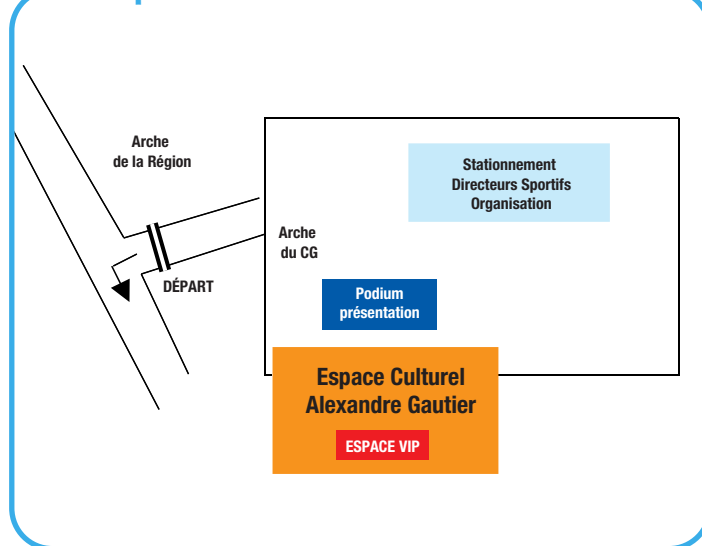 Arche
de la Région
Stationnement
Directeurs Sportifs
Organisation
Arche
du CG
DÉPART
Podium
présentation
Espace Culturel
Alexandre Gautier
ESPACE VIP